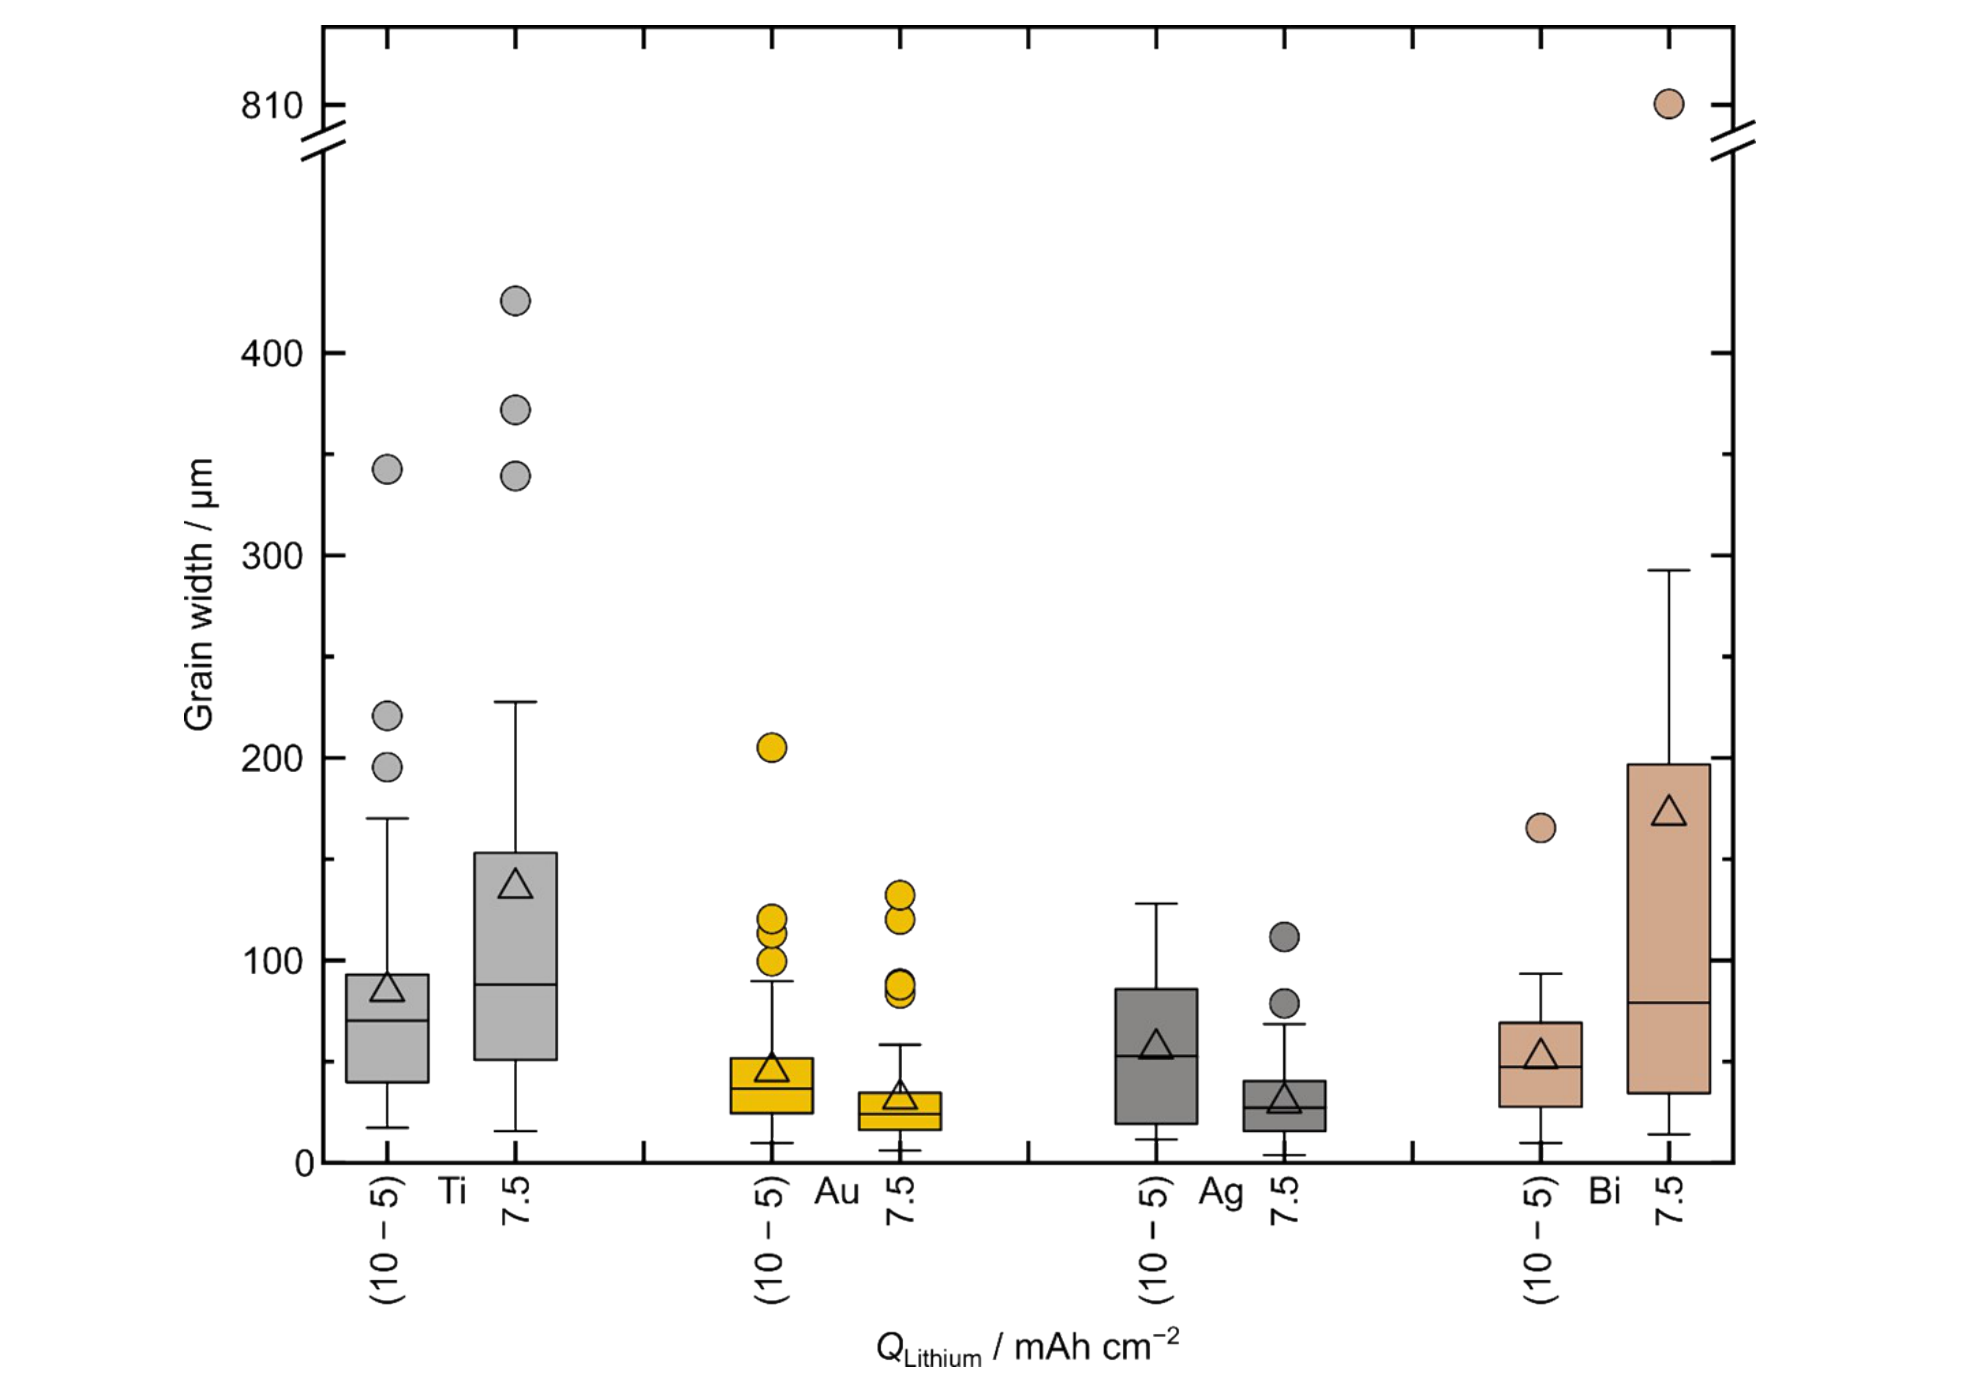 810
400
300
200
100
0
Grain width / µm
(10 – 5) Ti 7.5 (10 – 5) Au 7.5 (10 – 5) Ag 7.5 (10 – 5) Bi 7.5
QLithium / mAh cm−2